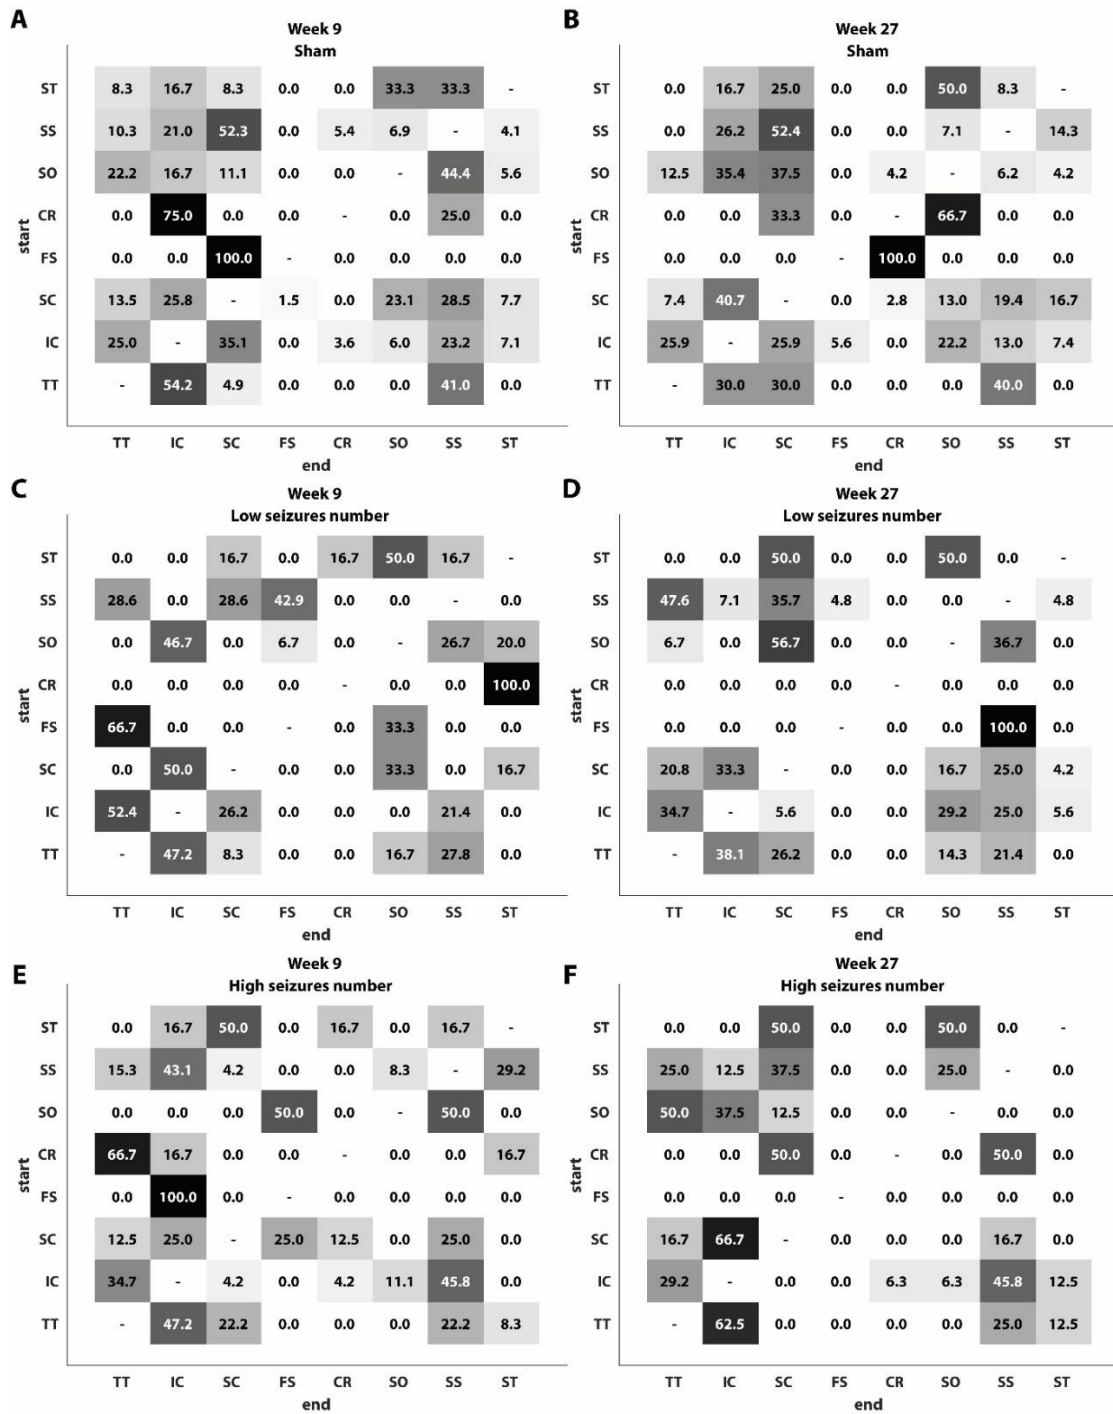 A
Week 9
Sham
ST 8.3 16.7 8.3 0.0 0.0 33.3 33.3 -
SS 10.3 21.0 52.3 0.0 5.4 6.9 - 4.1
SO 22.2 16.7 11.1 0.0 0.0 - 44.4 5.6
CR 0.0 75.0 0.0 0.0 - 0.0 25.0 0.0
FS 0.0 0.0 100.0 - 0.0 0.0 0.0 0.0
SC 13.5 25.8 - 1.5 0.0 23.1 28.5 7.7
IC 25.0 - 35.1 0.0 3.6 6.0 23.2 7.1
TT - 54.2 4.9 0.0 0.0 0.0 41.0 0.0
start
TT IC SC FS CR SO SS ST
end
B
Week 27
Sham
ST 0.0 16.7 25.0 0.0 0.0 50.0 8.3 -
SS 0.0 26.2 52.4 0.0 0.0 7.1 - 14.3
SO 12.5 35.4 37.5 0.0 4.2 - 6.2 4.2
CR 0.0 0.0 33.3 0.0 - 66.7 0.0 0.0
FS 0.0 0.0 0.0 - 100.0 0.0 0.0 0.0
SC 7.4 40.7 - 0.0 2.8 13.0 19.4 16.7
IC 25.9 - 25.9 5.6 0.0 22.2 13.0 7.4
TT - 30.0 30.0 0.0 0.0 0.0 40.0 0.0
start
TT IC SC FS CR SO SS ST
end
C
Week 9
Low seizures number
ST 0.0 0.0 16.7 0.0 16.7 50.0 16.7 -
SS 28.6 0.0 28.6 42.9 0.0 0.0 - 0.0
SO 0.0 46.7 0.0 6.7 0.0 - 26.7 20.0
CR 0.0 0.0 0.0 0.0 - 0.0 0.0 100.0
FS 66.7 0.0 0.0 - 0.0 33.3 0.0 0.0
SC 0.0 50.0 - 0.0 0.0 33.3 0.0 16.7
IC 52.4 - 26.2 0.0 0.0 0.0 21.4 0.0
TT - 47.2 8.3 0.0 0.0 16.7 27.8 0.0
start
TT IC SC FS CR SO SS ST
end
D
Week 27
Low seizures number
ST 0.0 0.0 50.0 0.0 0.0 50.0 0.0 -
SS 47.6 7.1 35.7 4.8 0.0 0.0 - 4.8
SO 6.7 0.0 56.7 0.0 0.0 - 36.7 0.0
CR 0.0 0.0 0.0 0.0 - 0.0 0.0 0.0
FS 0.0 0.0 0.0 - 0.0 0.0 100.0 0.0
SC 20.8 33.3 - 0.0 0.0 16.7 25.0 4.2
IC 34.7 - 5.6 0.0 0.0 29.2 25.0 5.6
TT - 38.1 26.2 0.0 0.0 14.3 21.4 0.0
start
TT IC SC FS CR SO SS ST
end
E
Week 9
High seizures number
ST 0.0 16.7 50.0 0.0 16.7 0.0 16.7 -
SS 15.3 43.1 4.2 0.0 0.0 8.3 - 29.2
SO 0.0 0.0 0.0 50.0 0.0 - 50.0 0.0
CR 66.7 16.7 0.0 0.0 - 0.0 0.0 16.7
FS 0.0 100.0 0.0 - 0.0 0.0 0.0 0.0
SC 12.5 25.0 - 25.0 12.5 0.0 25.0 0.0
IC 34.7 - 4.2 0.0 4.2 11.1 45.8 0.0
TT - 47.2 22.2 0.0 0.0 0.0 22.2 8.3
start
TT IC SC FS CR SO SS ST
end
F
Week 27
High seizures number
ST 0.0 0.0 50.0 0.0 0.0 50.0 0.0 -
SS 25.0 12.5 37.5 0.0 0.0 25.0 - 0.0
SO 50.0 37.5 12.5 0.0 0.0 - 0.0 0.0
CR 0.0 0.0 50.0 0.0 - 0.0 50.0 0.0
FS 0.0 0.0 0.0 - 0.0 0.0 0.0 0.0
SC 16.7 66.7 - 0.0 0.0 0.0 16.7 0.0
IC 29.2 - 0.0 0.0 6.3 6.3 45.8 12.5
TT - 62.5 0.0 0.0 0.0 0.0 25.0 12.5
start
TT IC SC FS CR SO SS ST
end